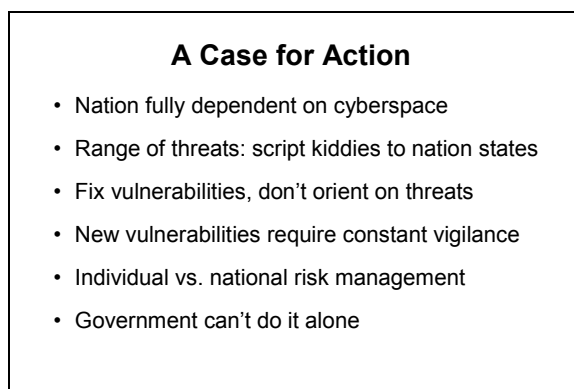 A Case for Action
• Nation fully dependent on cyberspace
• Range of threats: script kiddies to nation states
• Fix vulnerabilities, don’t orient on threats
• New vulnerabilities require constant vigilance
• Individual vs. national risk management
• Government can’t do it alone